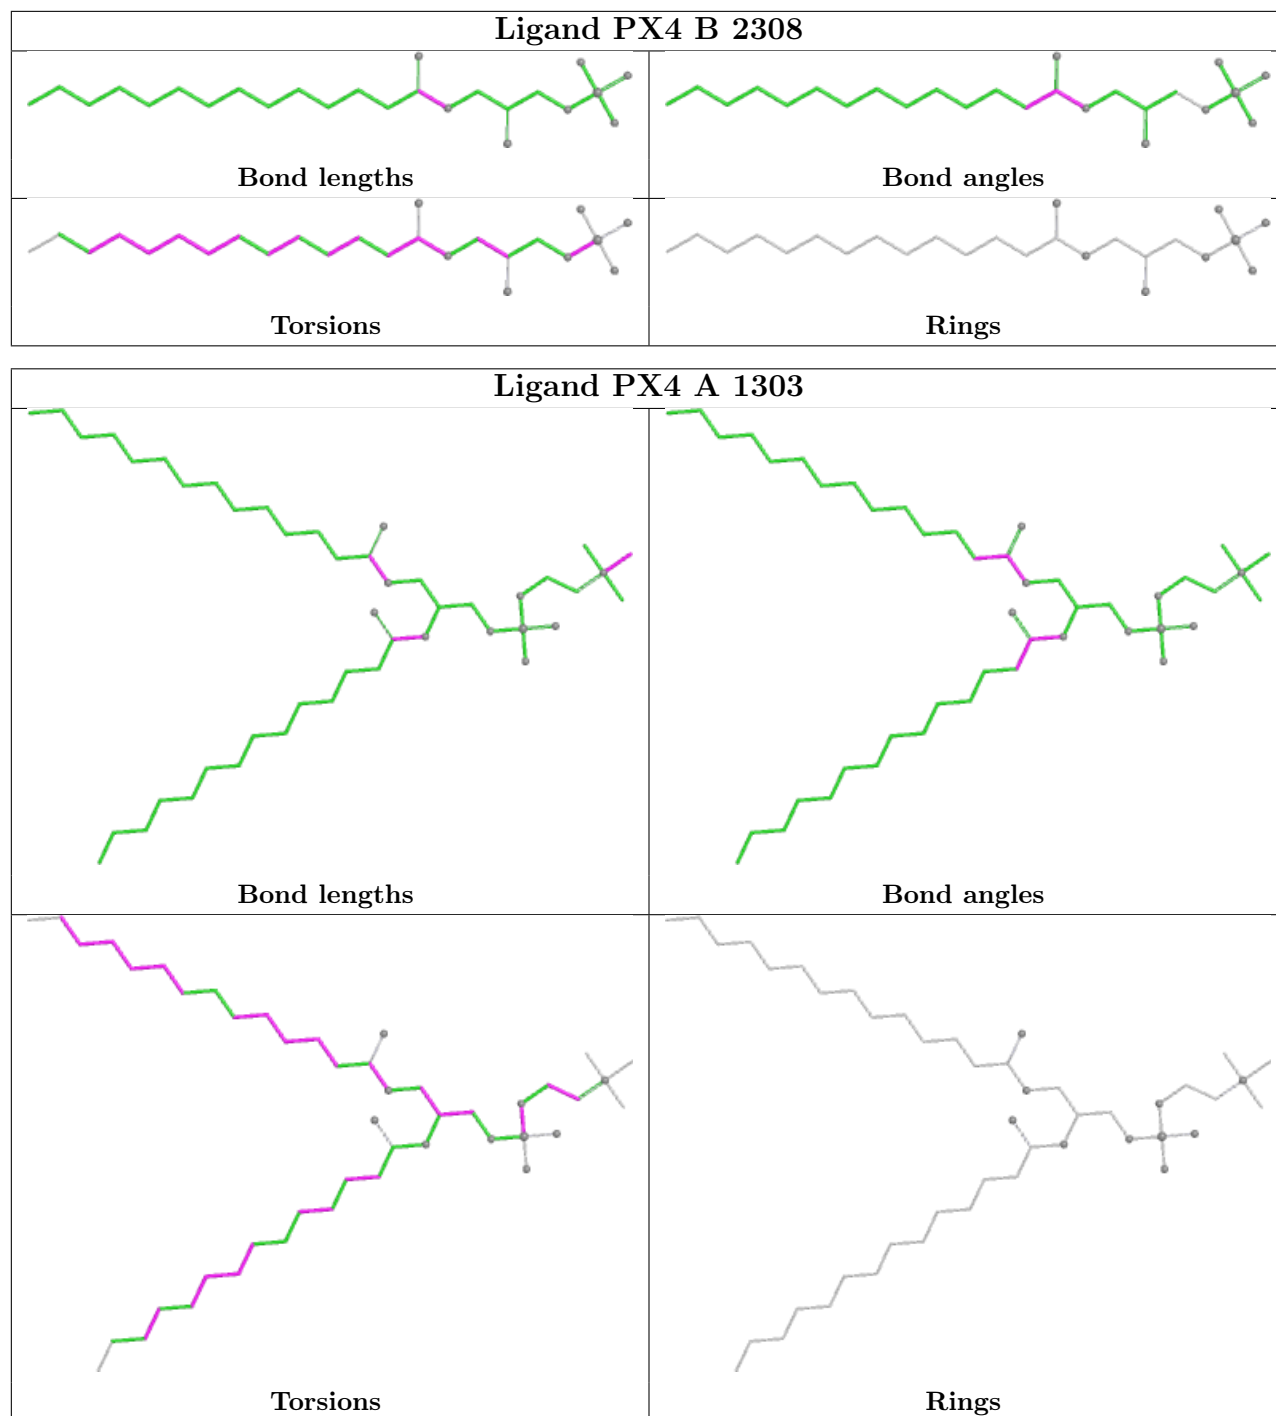 Ligand PX4 B 2308
Bond lengths
Bond angles
Torsions
Rings
Ligand PX4 A 1303
Bond lengths
Bond angles
Torsions
Rings